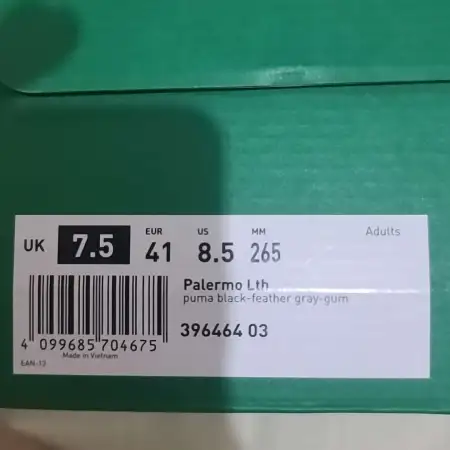 EUR US MM Adults
UK 7.5 41 8.5 265
Palermo Lth
puma black-feather gray-gum
396464 03
4 099685 704675
Made in Vietnam
EAN-13